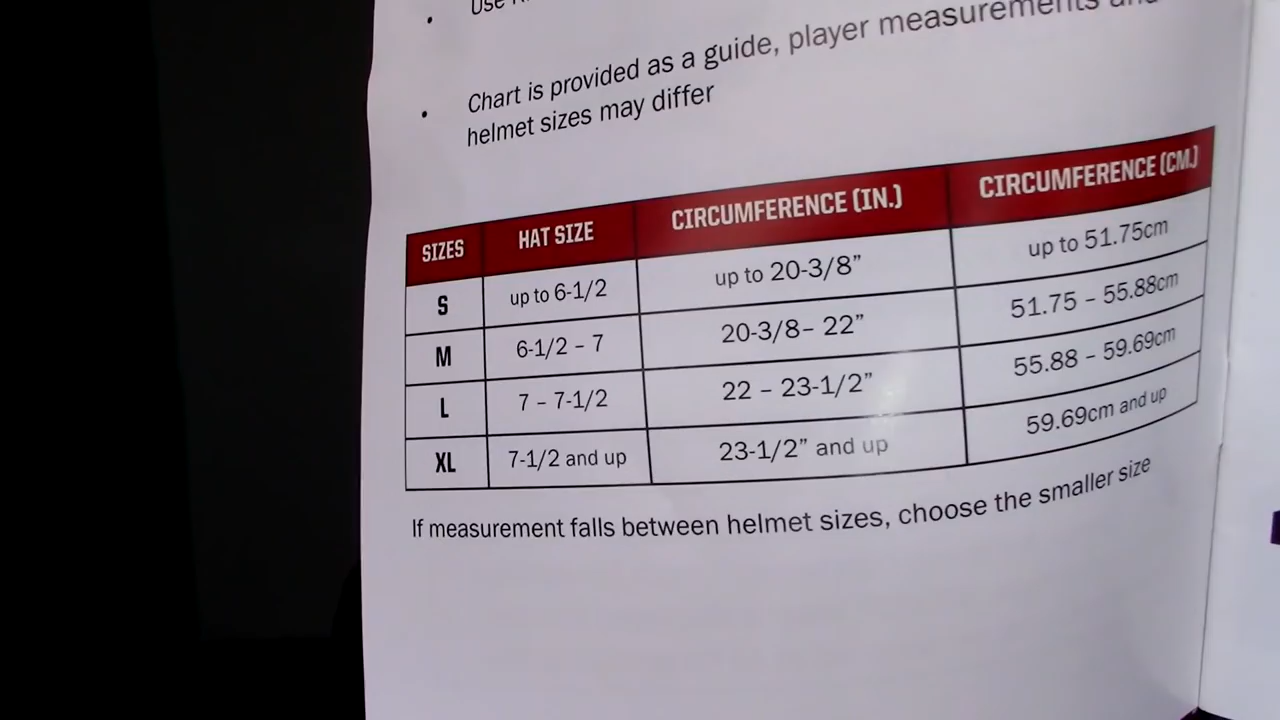 • Use
• Chart is provided as a guide, player measurements
helmet sizes may differ
SIZES HAT SIZE CIRCUMFERENCE (IN.) CIRCUMFERENCE (CM.)
S up to 6-1/2 up to 20-3/8” up to 51.75cm
M 6-1/2 – 7 20-3/8– 22” 51.75 – 55.88cm
L 7 – 7-1/2 22 – 23-1/2” 55.88 – 59.69cm
XL 7-1/2 and up 23-1/2” and up 59.69cm and up
If measurement falls between helmet sizes, choose the smaller size